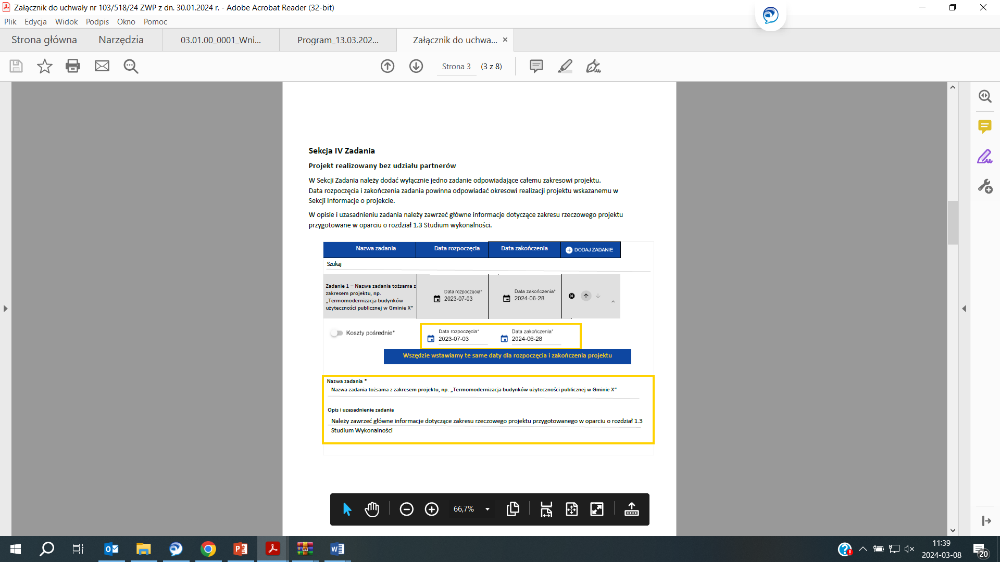 Załącznik do uchwały nr 103/518/24 ZWP z dn. 30.01.2024 r. - Adobe Acrobat Reader (32-bit)
Plik Edycja Widok Podpis Okno Pomoc
Strona główna Narzędzia 03.01.00_0001_Wni... Program_13.03.202... Załącznik do uchwa...
Strona 3 (3 z 8)
Sekcja IV Zadania
Projekt realizowany bez udziału partnerów
W Sekcji Zadania należy dodać wyłącznie jedno zadanie odpowiadające całemu zakresowi projektu.
Data rozpoczęcia i zakończenia zadania powinna odpowiadać okresowi realizacji projektu wskazanemu w
Sekcji Informacje o projekcie.
W opisie i uzasadnieniu zadania należy zawrzeć główne informacje dotyczące zakresu rzeczowego projektu
przygotowane w oparciu o rozdział 1.3 Studium wykonalności.
Nazwa zadania Data rozpoczęcia Data zakończenia DODAJ ZADANIE
Szukaj
Zadanie 1 – Nazwa zadania tożsama z
zakresem projektu, np.
„Termomodernizacja budynków
użyteczności publicznej w Gminie X”
Data rozpoczęcia* Data zakończenia*
2023-07-03 2024-06-28
Koszty pośrednie*
Data rozpoczęcia* Data zakończenia*
2023-07-03 2024-06-28
Wszędzie wstawiamy te same daty dla rozpoczęcia i zakończenia projektu
Nazwa zadania *
Nazwa zadania tożsama z zakresem projektu, np. „Termomodernizacja budynków użyteczności publicznej w Gminie X”
Opis i uzasadnienie zadania
Należy zawrzeć główne informacje dotyczące zakresu rzeczowego projektu przygotowanego w oparciu o rozdział 1.3
Studium Wykonalności
66,7%
11:39
2024-03-08
20